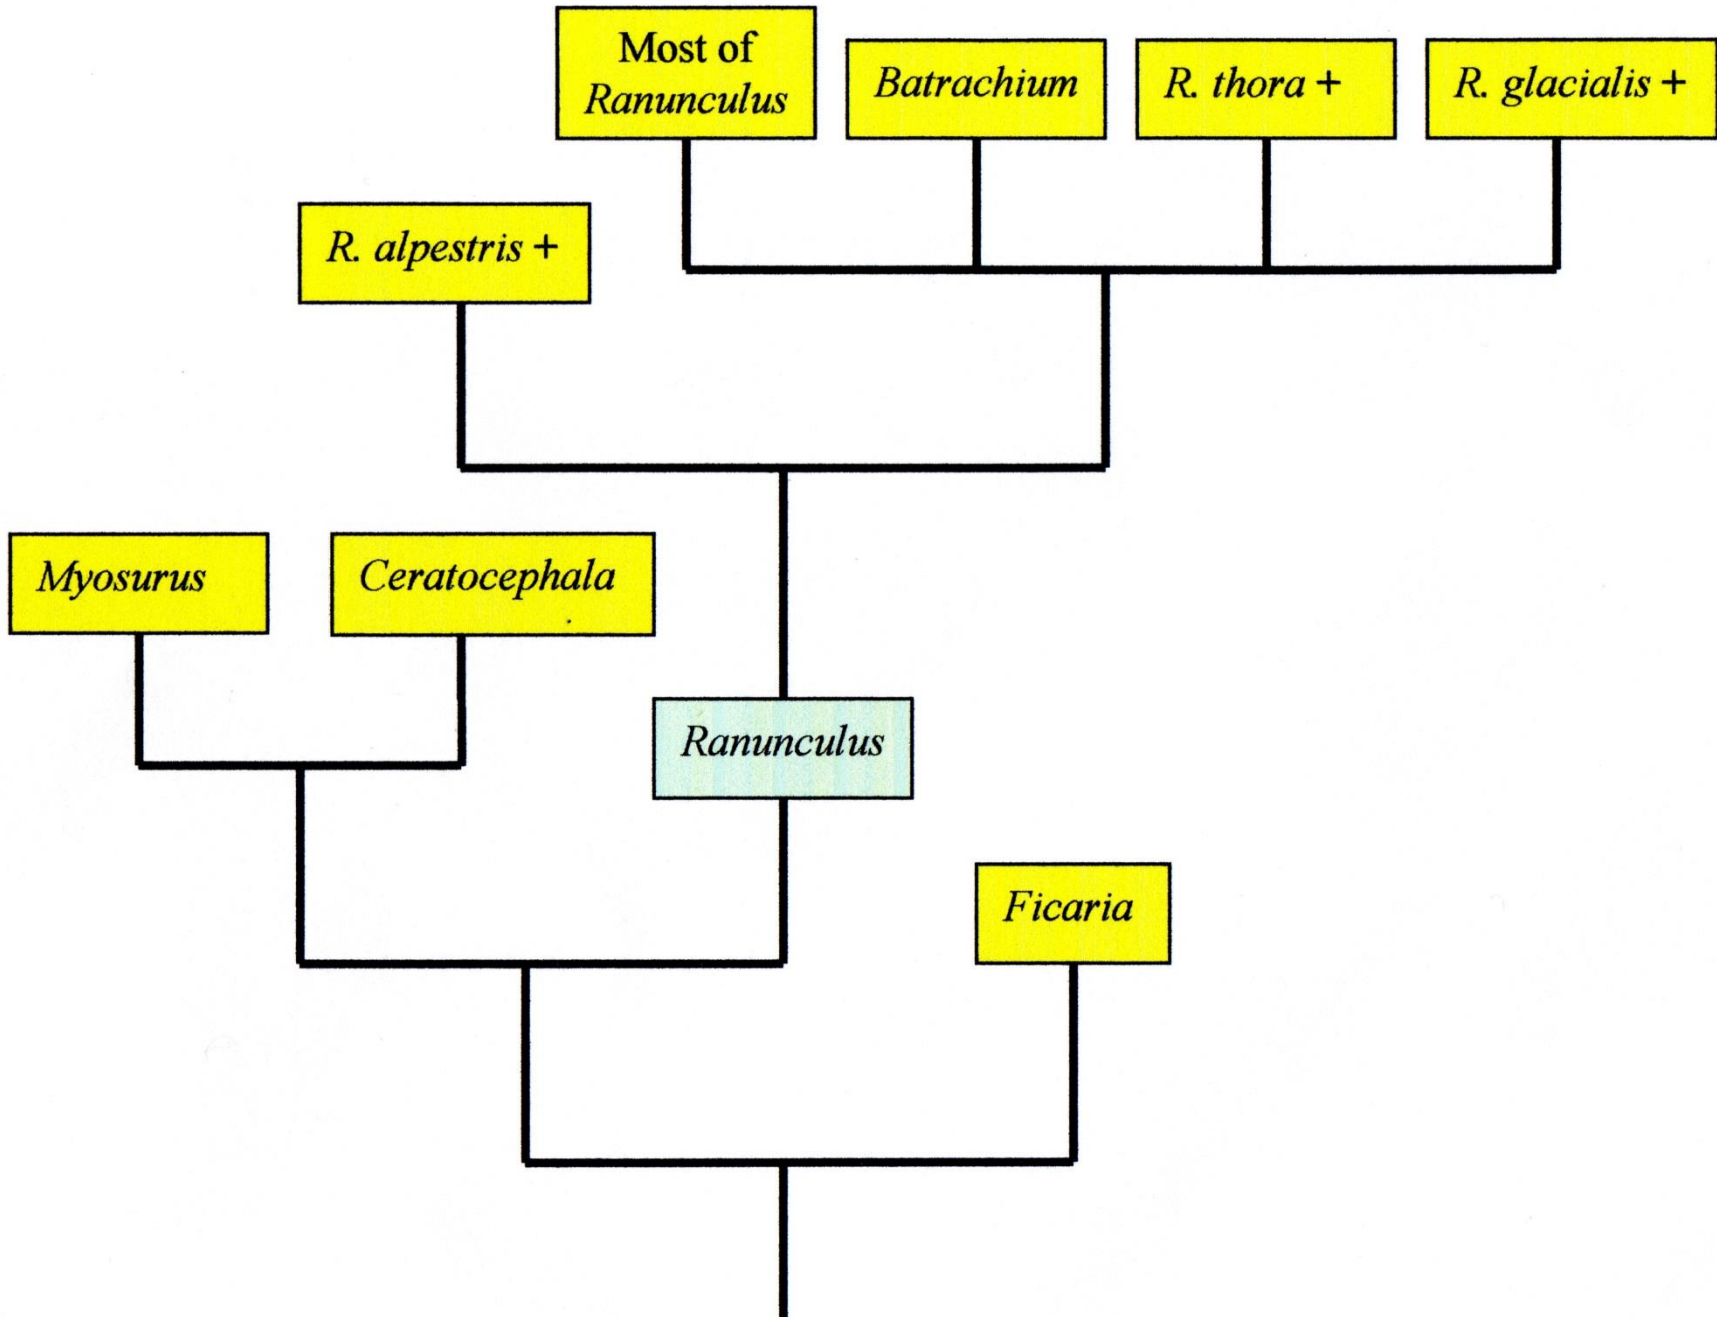 Most of
Ranunculus
Batrachium
R. thora +
R. glacialis +
R. alpestris +
Myosurus
Ceratocephala
Ranunculus
Ficaria